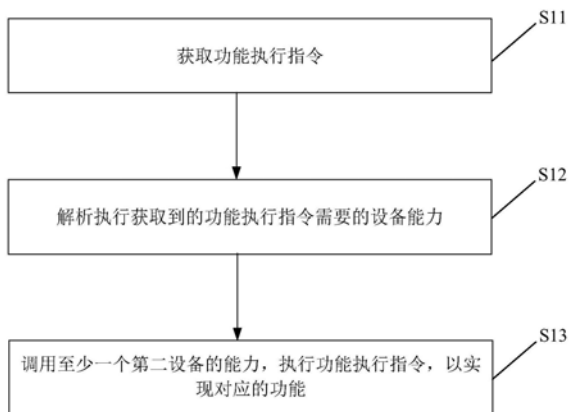 S11
获取功能执行指令
S12
解析执行获取到的功能执行指令需要的设备能力
S13
调用至少一个第二设备的能力，执行功能执行指令，以实
现对应的功能